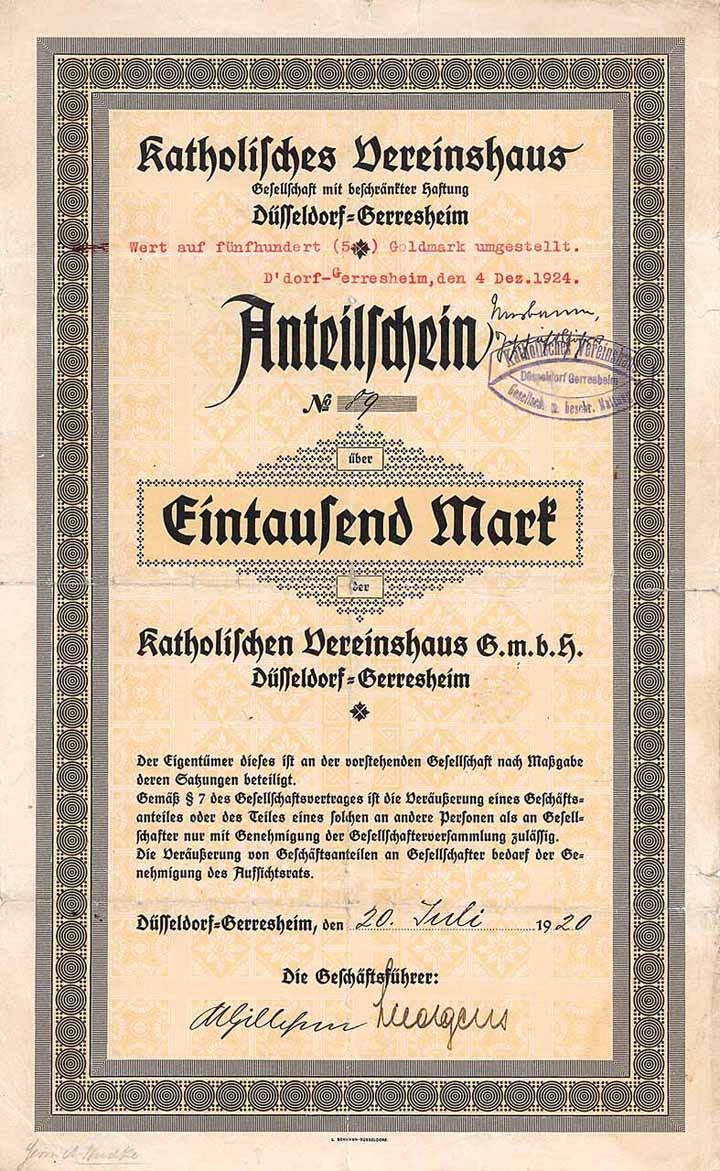 Katholisches Vereinshaus
Gesellschaft mit beschränkter Haftung
Düsseldorf-Gerresheim
Wert auf fünfhundert (5) Goldmark umgestellt.
D'dorf-Gerresheim,den 4 Dez.1924.
Anteilschein
№ 89
Katholisches Vereinshaus
Düsseldorf Gerresheim
Gesellsch. m. beschr. Haftung
über
Eintausend Mark
der
Katholischen Vereinshaus G.m.b.H.
Düsseldorf-Gerresheim
Der Eigentümer dieses ist an der vorstehenden Gesellschaft nach Maßgabe
deren Satzungen beteiligt.
Gemäß § 7 des Gesellschaftsvertrages ist die Veräußerung eines Geschäfts-
anteiles oder des Teiles eines solchen an andere Personen als an Gesell-
schafter nur mit Genehmigung der Gesellschafterversammlung zulässig.
Die Veräußerung von Geschäftsanteilen an Gesellschafter bedarf der Ge-
nehmigung des Aufsichtsrats.
Düsseldorf-Gerresheim, den 20. Juli 1920
Die Geschäftsführer: